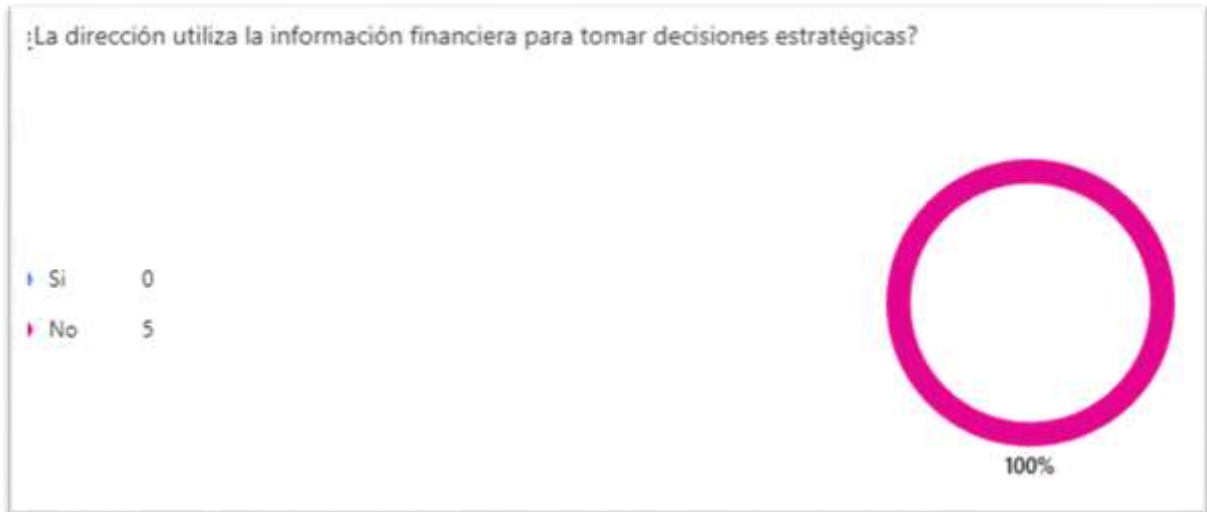 ¿La dirección utiliza la información financiera para tomar decisiones estratégicas?
Si 0
No 5
100%